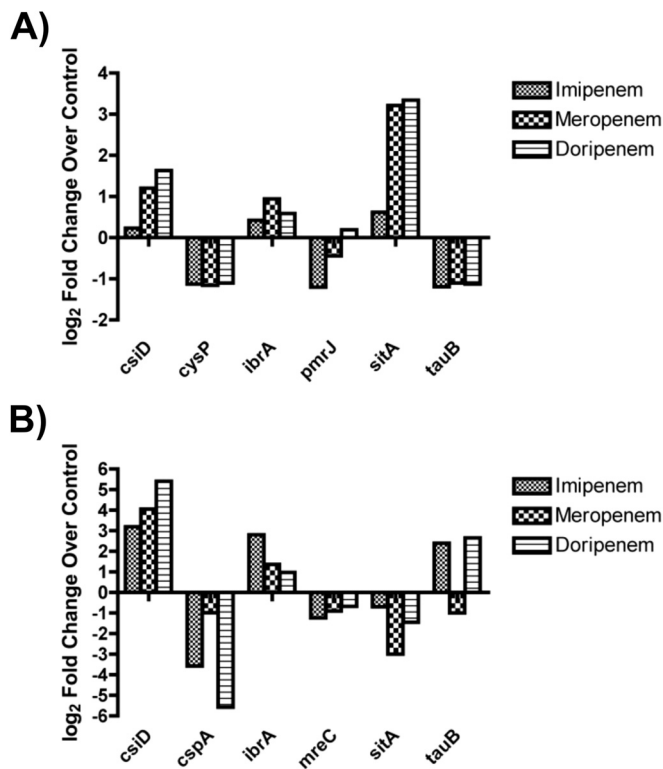 A)
log2 Fold Change Over Control
4
3
2
1
0
-1
-2
csiD
cysP
ibrA
pmrJ
sitA
tauB
Imipenem
Meropenem
Doripenem
B)
log2 Fold Change Over Control
6
5
4
3
2
1
0
-1
-2
-3
-4
-5
-6
csiD
cspA
ibrA
mreC
sitA
tauB
Imipenem
Meropenem
Doripenem